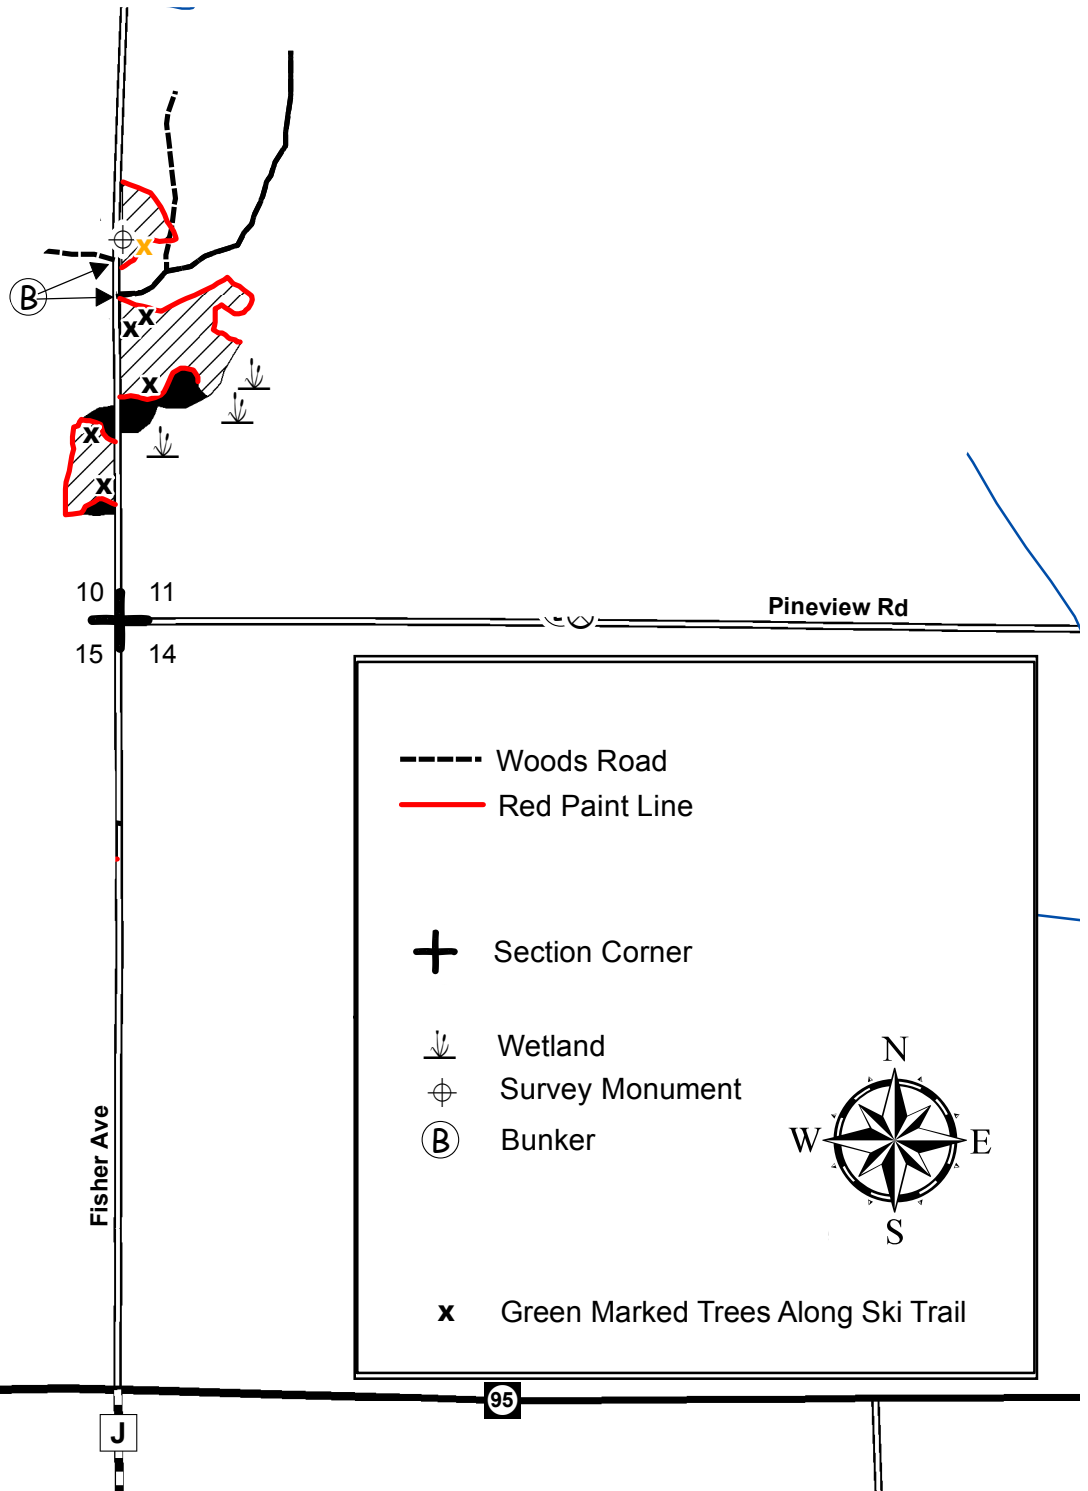 B
x
x
x
x
x
x
10 11
15 14
Pineview Rd
Woods Road
Red Paint Line
Section Corner
Wetland
Survey Monument
B Bunker
N
W E
S
Fisher Ave
x Green Marked Trees Along Ski Trail
95
J